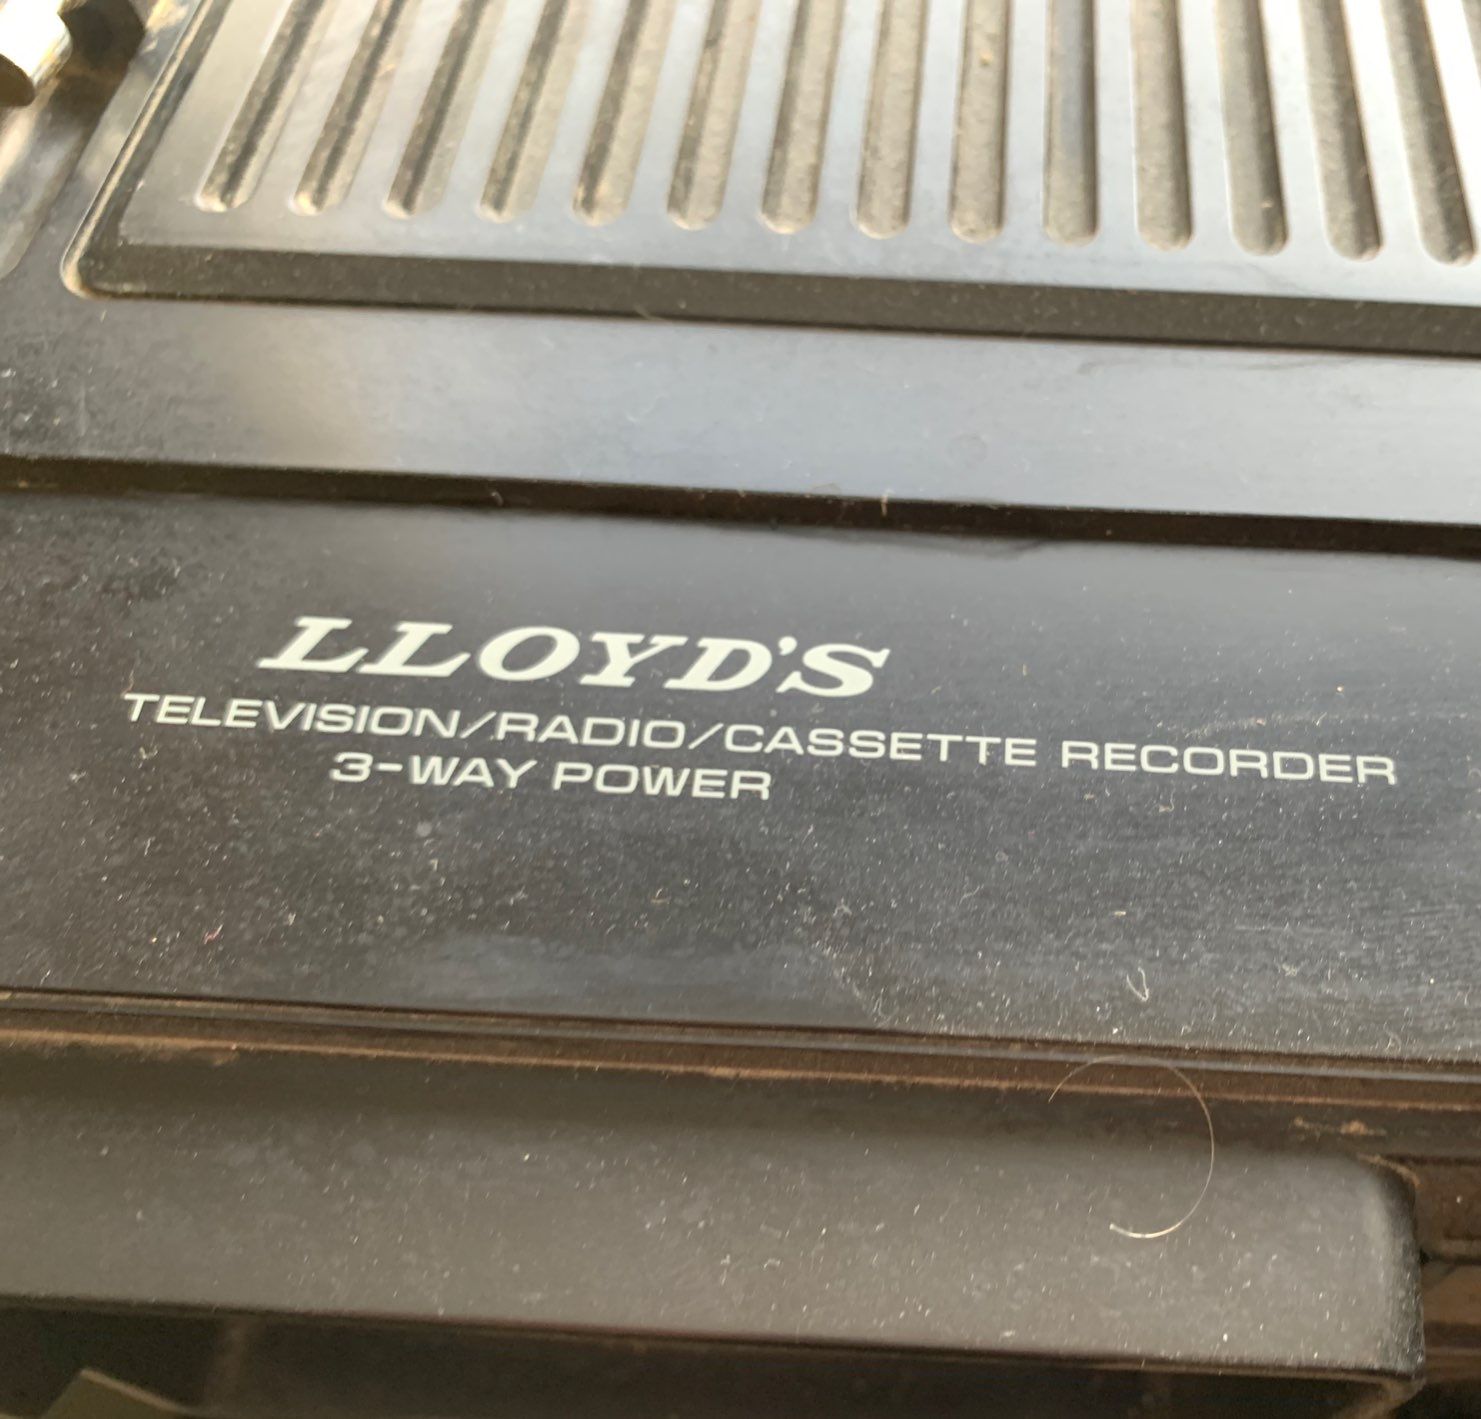 LLOYD'S
TELEVISION/RADIO/CASSETTE RECORDER
3-WAY POWER